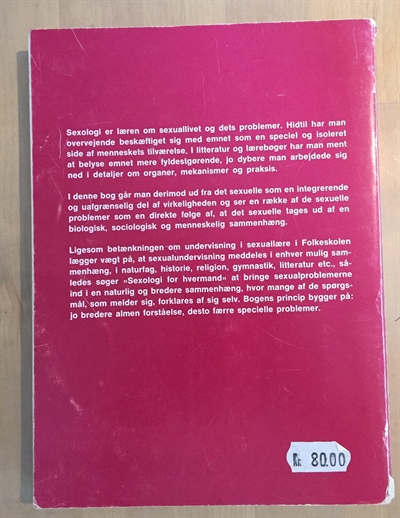 Sexologi er læren om sexuallivet og dets problemer. Hidtil har man
overvejende beskæftiget sig med emnet som en speciel og isoleret
side af menneskets tilværelse. I litteratur og lærebøger har man ment
at belyse emnet mere fyldestgørende, jo dybere man arbejdede sig
ned i detaljer om organer, mekanismer og praksis.
I denne bog går man derimod ud fra det sexuelle som en integrerende
og uafgrænselig del af virkeligheden og ser en række af de sexuelle
problemer som en direkte følge af, at det sexuelle tages ud af en
biologisk, sociologisk og menneskelig sammenhæng.
Ligesom betænkningen om undervisning i sexuallære i Folkeskolen
lægger vægt på, at sexualundervisning meddeles i enhver mulig sam-
menhæng, i naturfag, historie, religion, gymnastik, litteratur etc., så-
ledes søger »Sexologi for hvermand« at bringe sexualproblemerne
ind i en naturlig og bredere sammenhæng, hvor mange af de spørgs-
mål, som melder sig, forklares af sig selv. Bogens princip bygger på:
jo bredere almen forståelse, desto færre specielle problemer.
Kr. 80.00